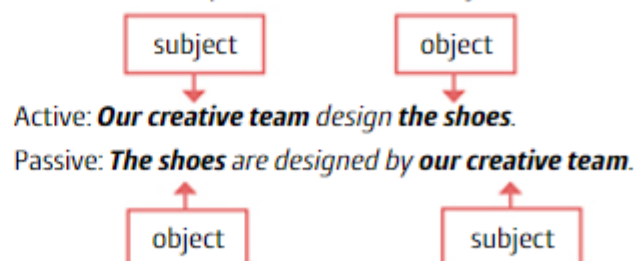 subject object
Active: Our creative team design the shoes.
Passive: The shoes are designed by our creative team.
object subject